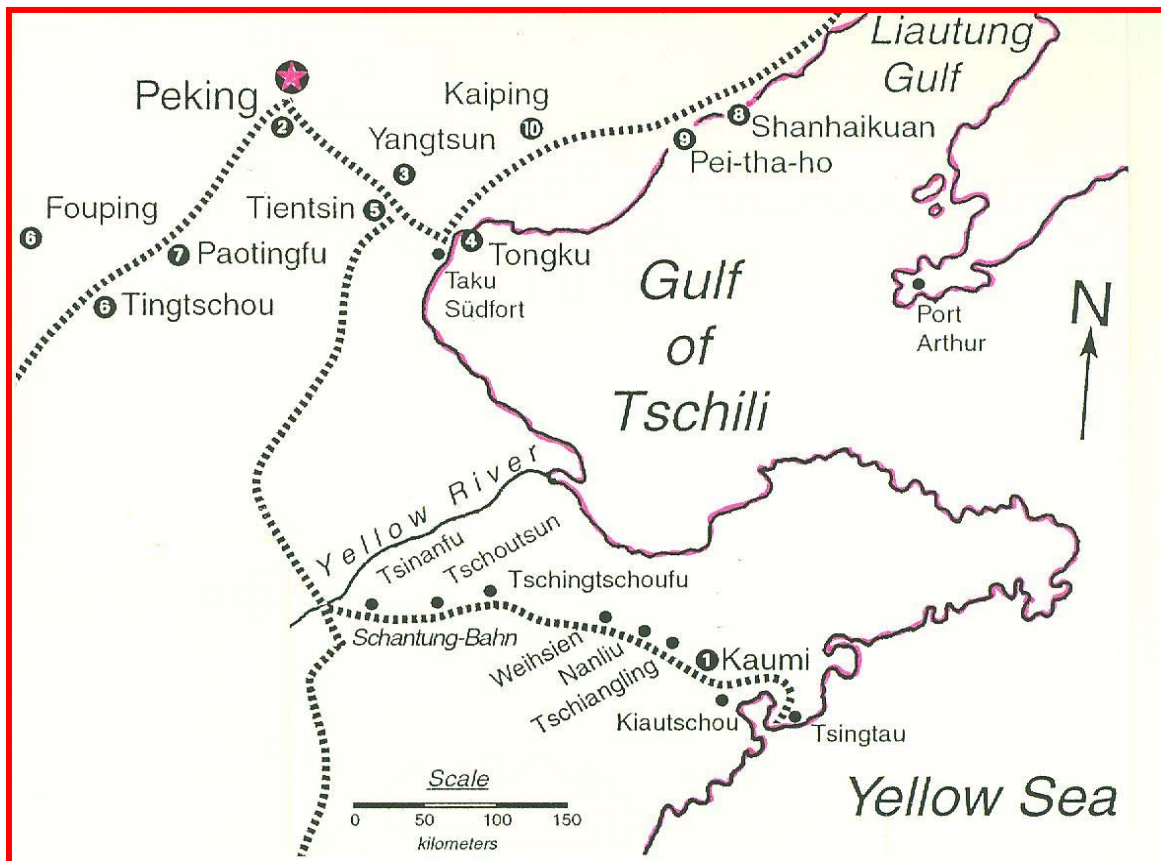 Liautung
Gulf
Peking
2
Kaiping
10
Yangtsun
3
8
Shanhaikuan
9
Pei-tha-ho
Fouping
6
Tientsin
5
7
Paotingfu
4
Tongku
Taku
Südfort
6
Tingtschou
Gulf
of
Tschili
Port
Arthur
N
Yellow River
Tsinanfu
Tschoutsun
Tschingtschoufu
Schantung-Bahn
Weihsien
Nanliu
Tschiangling
1
Kaumi
Kiautschou
Tsingtau
Scale
0 50 100 150
kilometers
Yellow Sea